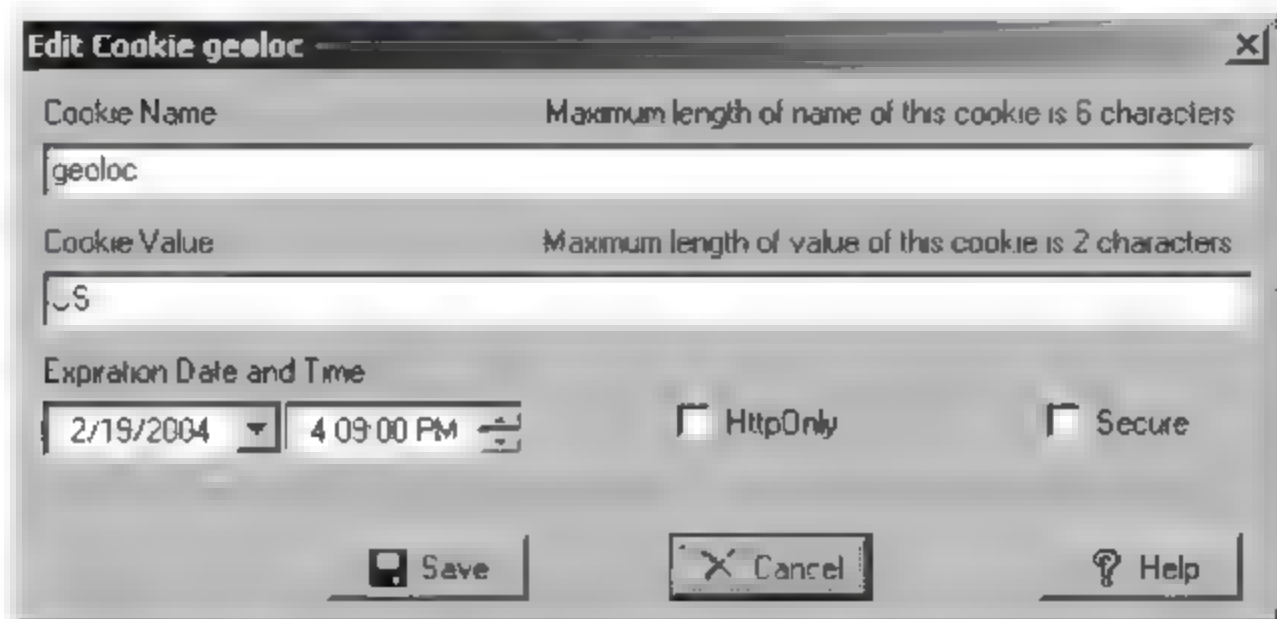 Edit Cookie geoloc
Cookie Name Maximum length of name of this cookie is 6 characters
geoloc
Cookie Value Maximum length of value of this cookie is 2 characters
Expiration Date and Time
2/19/2004 4:09:00 PM HttpOnly Secure
Save Cancel Help